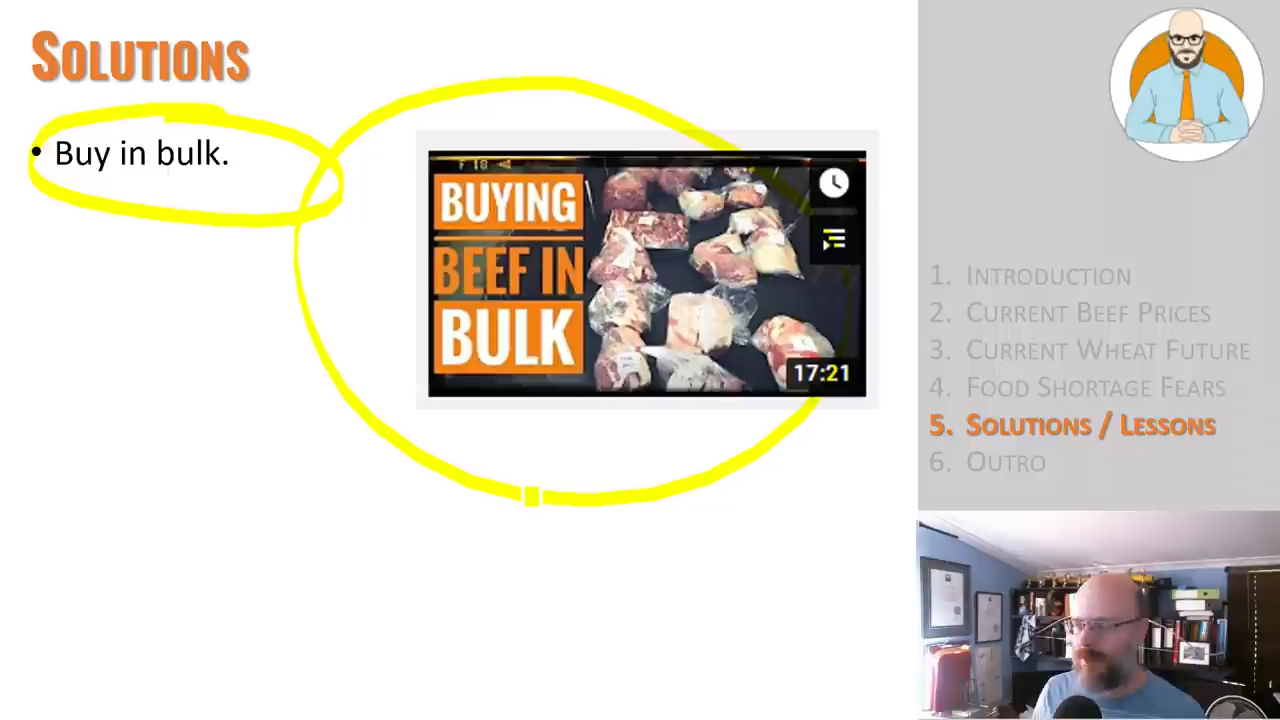 SOLUTIONS
• Buy in bulk.
BUYING
BEEF IN
BULK
17:21
1. INTRODUCTION
2. CURRENT BEEF PRICES
3. CURRENT WHEAT FUTURE
4. FOOD SHORTAGE FEARS
5. SOLUTIONS / LESSONS
6. OUTRO